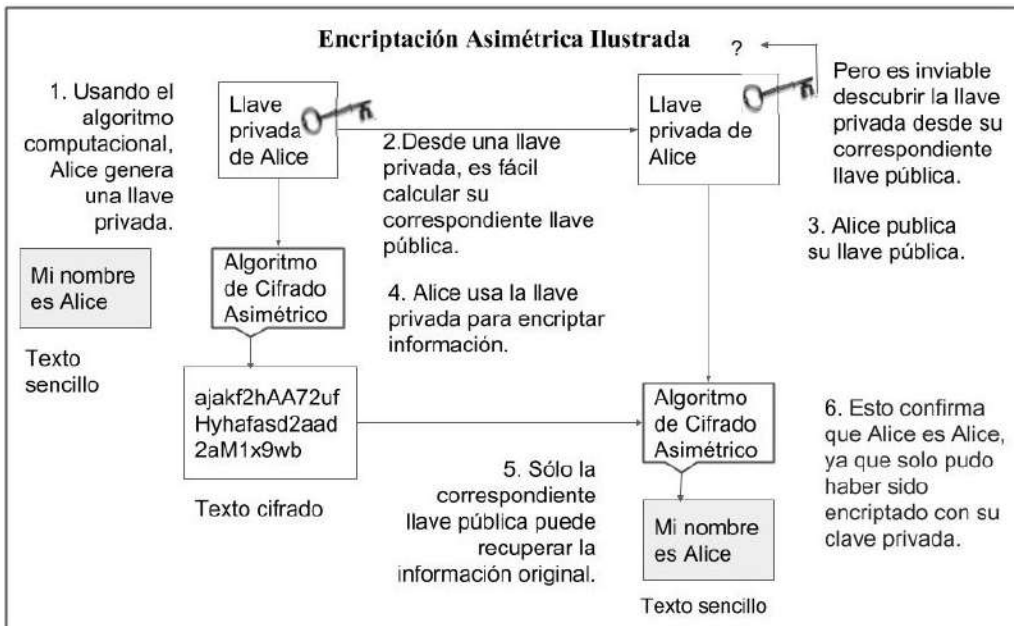 Encriptación Asimétrica Ilustrada
1. Usando el
algoritmo
computacional,
Alice genera
una llave
privada.
Llave
privada
de Alice
2.Desde una llave
privada, es fácil
calcular su
correspondiente llave
pública.
Llave
privada de
Alice
?
Pero es inviable
descubrir la llave
privada desde su
correspondiente
llave pública.
3. Alice publica
su llave pública.
Mi nombre
es Alice
Texto
sencillo
Algoritmo
de Cifrado
Asimétrico
4. Alice usa la llave
privada para encriptar
información.
ajakf2hAA72uf
Hyhafasd2aad
2aM1x9wb
Texto cifrado
5. Sólo la
correspondiente
llave pública puede
recuperar la
información original.
Algoritmo
de Cifrado
Asimétrico
Mi nombre
es Alice
Texto sencillo
6. Esto confirma
que Alice es Alice,
ya que solo pudo
haber sido
encriptado con su
clave privada.